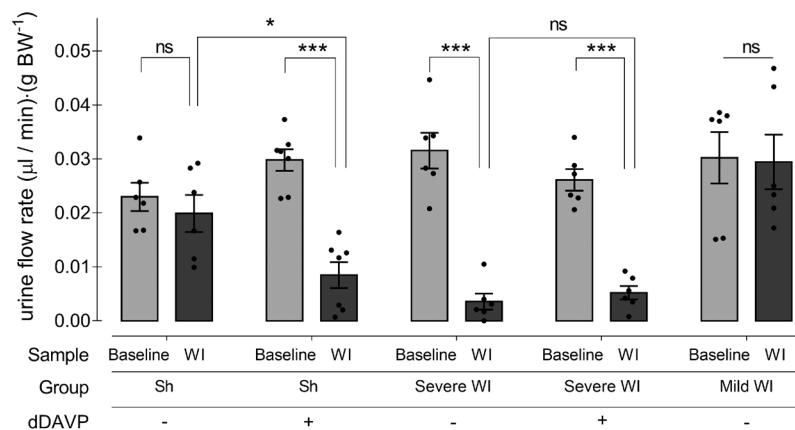 * ns
ns *** *** *** ns
urine flow rate (µl / min)·(g BW⁻¹)
0.05
0.04
0.03
0.02
0.01
0.00
Sample Baseline WI Baseline WI Baseline WI Baseline WI Baseline WI
Group Sh Sh Severe WI Severe WI Mild WI
dDAVP - + - + -